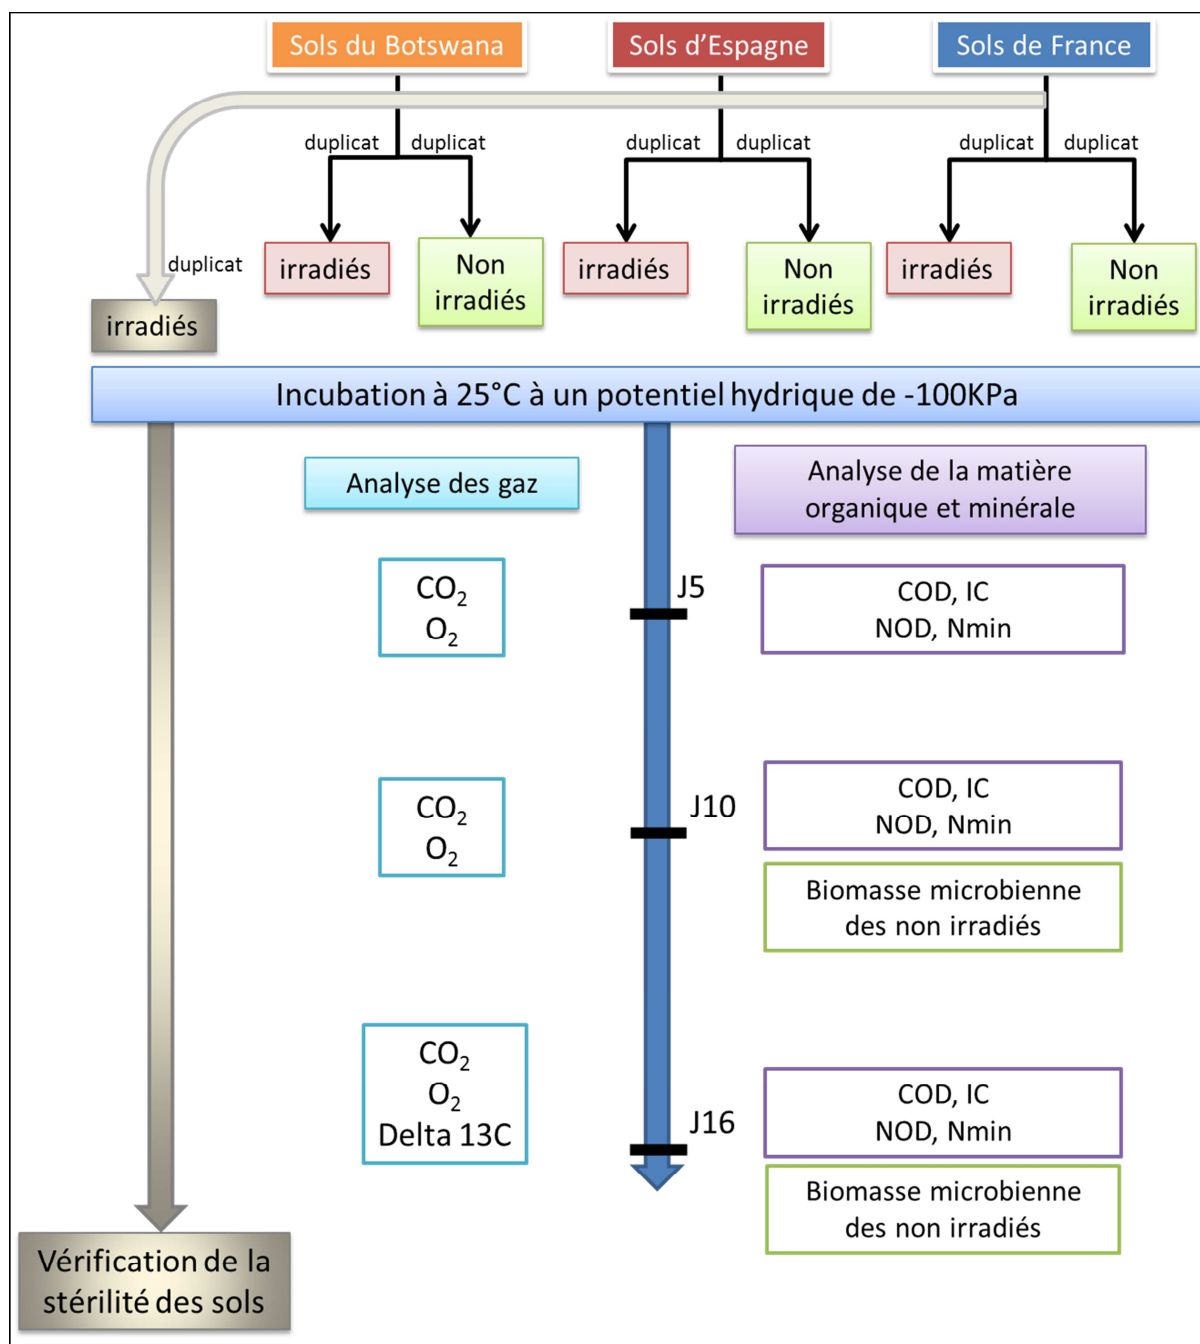 Sols du Botswana
Sols d'Espagne
Sols de France
duplicat
duplicat
duplicat
duplicat
duplicat
duplicat
duplicat
irradiés
Non
irradiés
irradiés
Non
irradiés
irradiés
Non
irradiés
irradiés
Incubation à 25°C à un potentiel hydrique de -100KPa
Analyse des gaz
Analyse de la matière
organique et minérale
CO₂
O₂
J5
COD, IC
NOD, Nmin
CO₂
O₂
J10
COD, IC
NOD, Nmin
Biomasse microbienne
des non irradiés
CO₂
O₂
Delta 13C
J16
COD, IC
NOD, Nmin
Biomasse microbienne
des non irradiés
Vérification de la
stérilité des sols